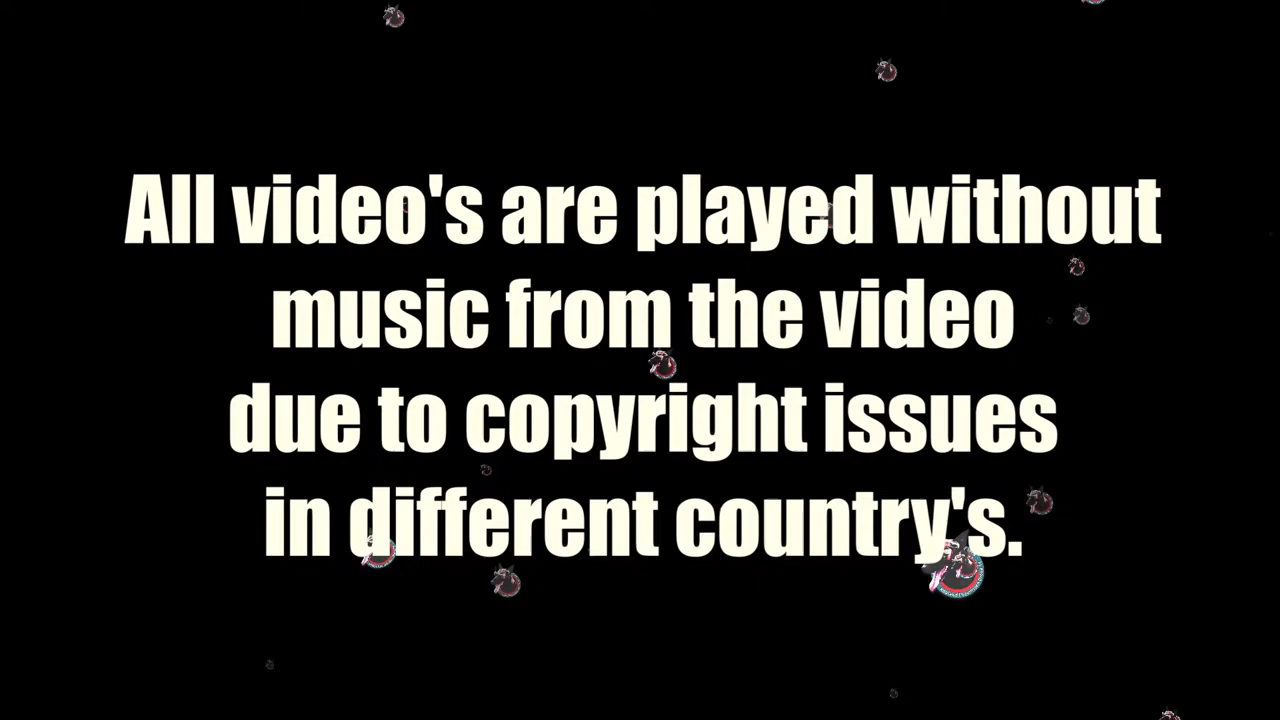 All video's are played without
music from the video
due to copyright issues
in different country's.